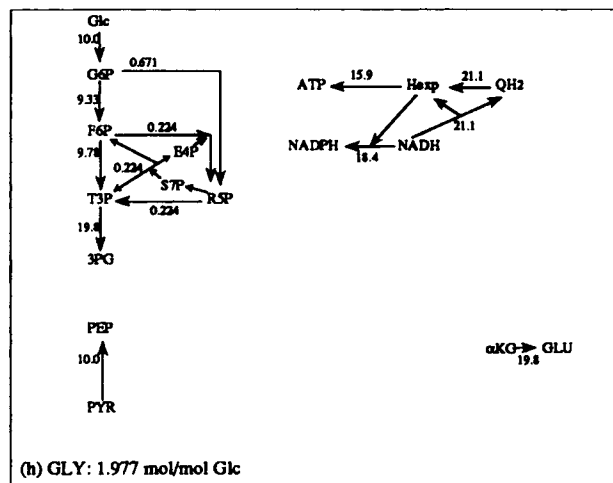 Glc
10.0
G6P 0.671
9.33
F6P 0.224
E4P
9.78 0.224
S7P
T3P R5P
0.224
19.8
3PG
PEP
10.0
PYR
ATP 15.9 Hexp 21.1 QH2
21.1
NADPH NADH
18.4
αKG GLU
19.8
(h) GLY: 1.977 mol/mol Glc